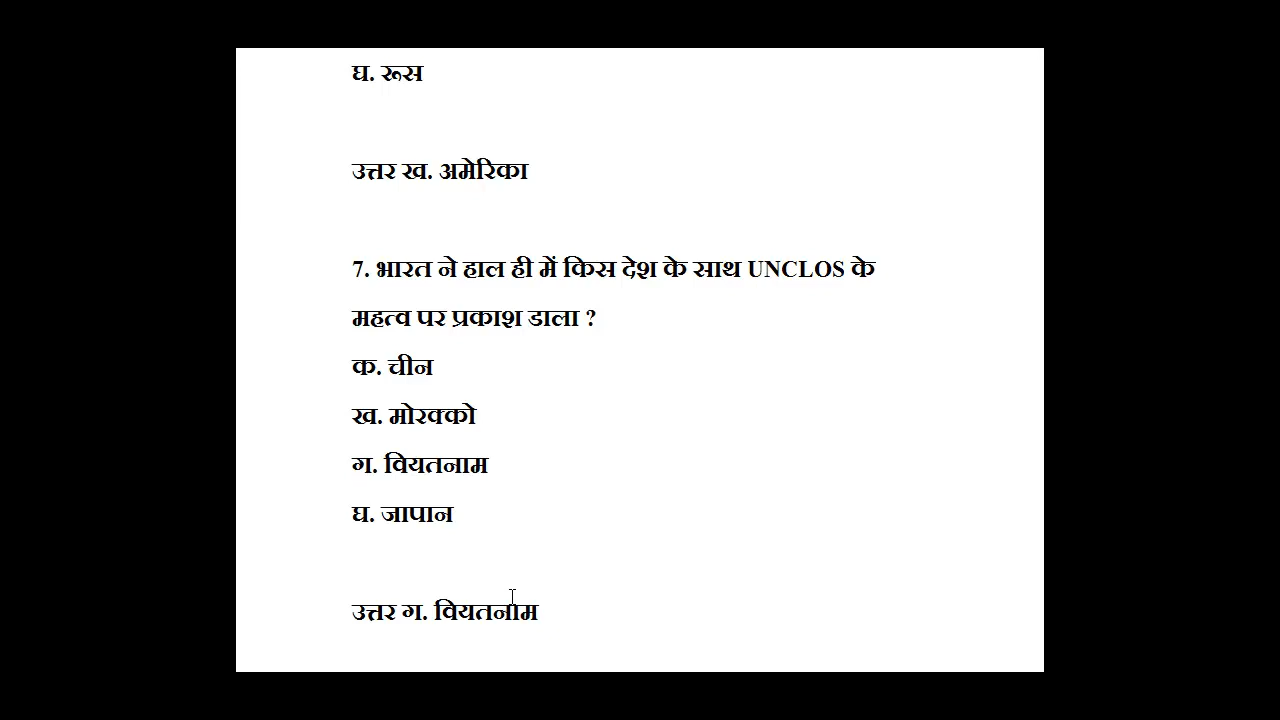 घ. रूस
उत्तर ख. अमेरिका
7. भारत ने हाल ही में किस देश के साथ UNCLOS के
महत्व पर प्रकाश डाला ?
क. चीन
ख. मोरक्को
ग. वियतनाम
घ. जापान
उत्तर ग. वियतनाम